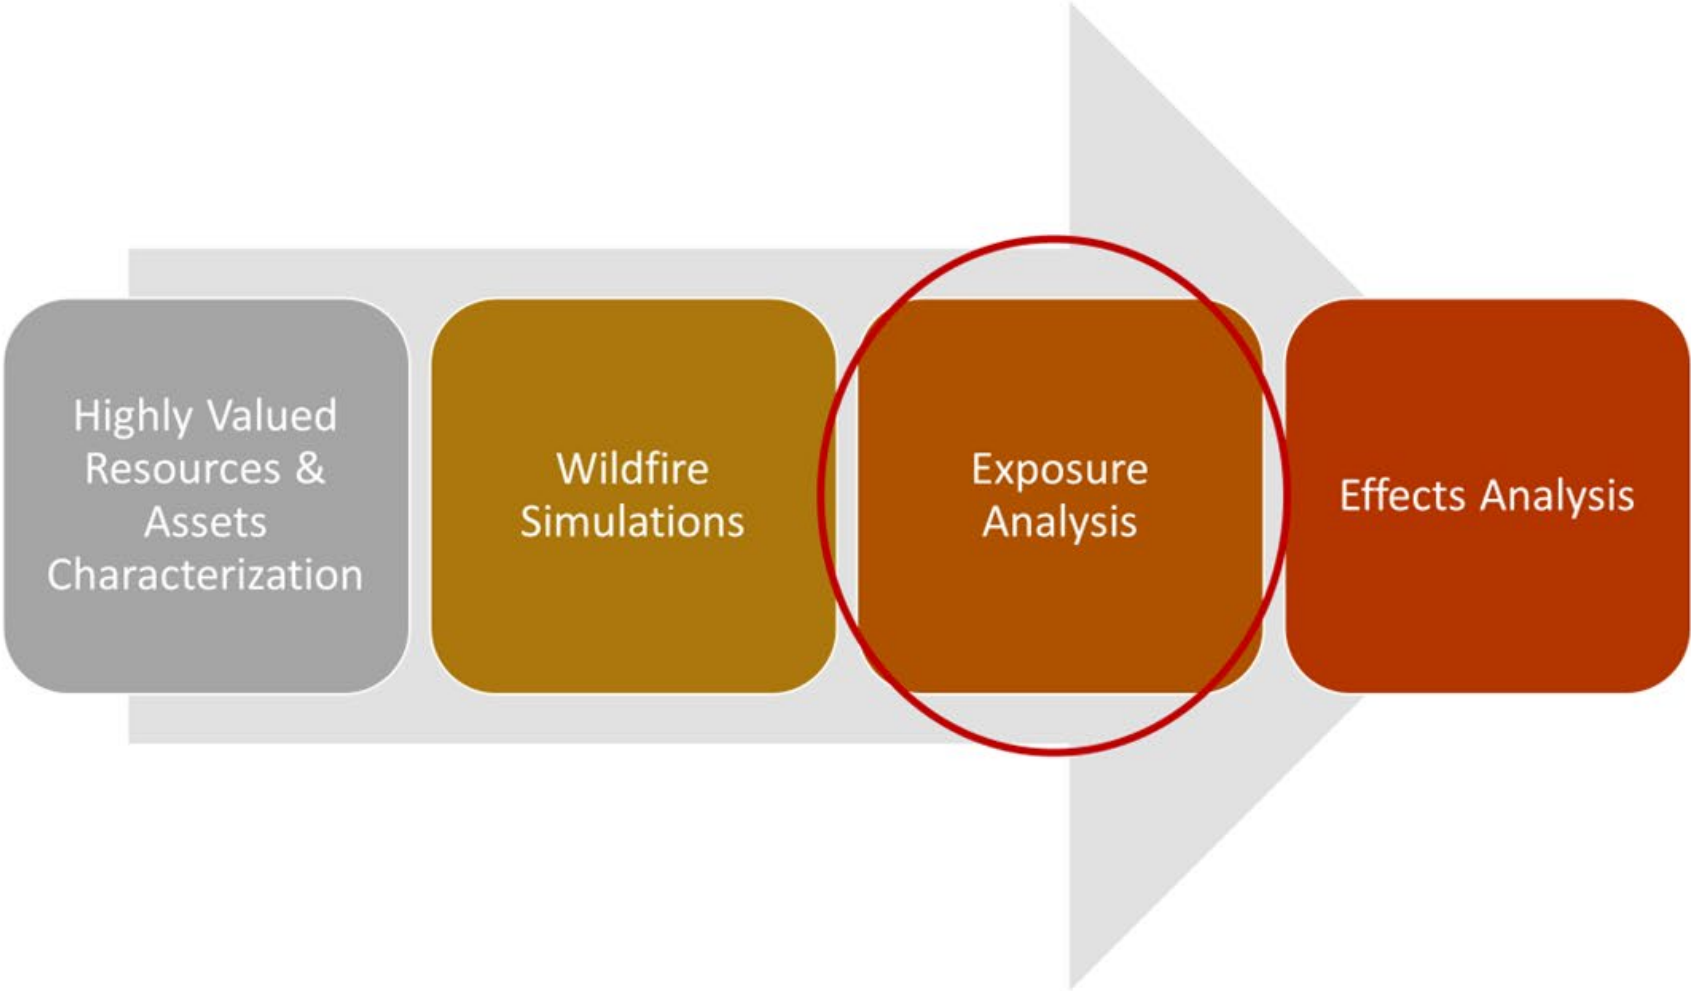 Highly Valued
Resources &
Assets
Characterization
Wildfire
Simulations
Exposure
Analysis
Effects Analysis